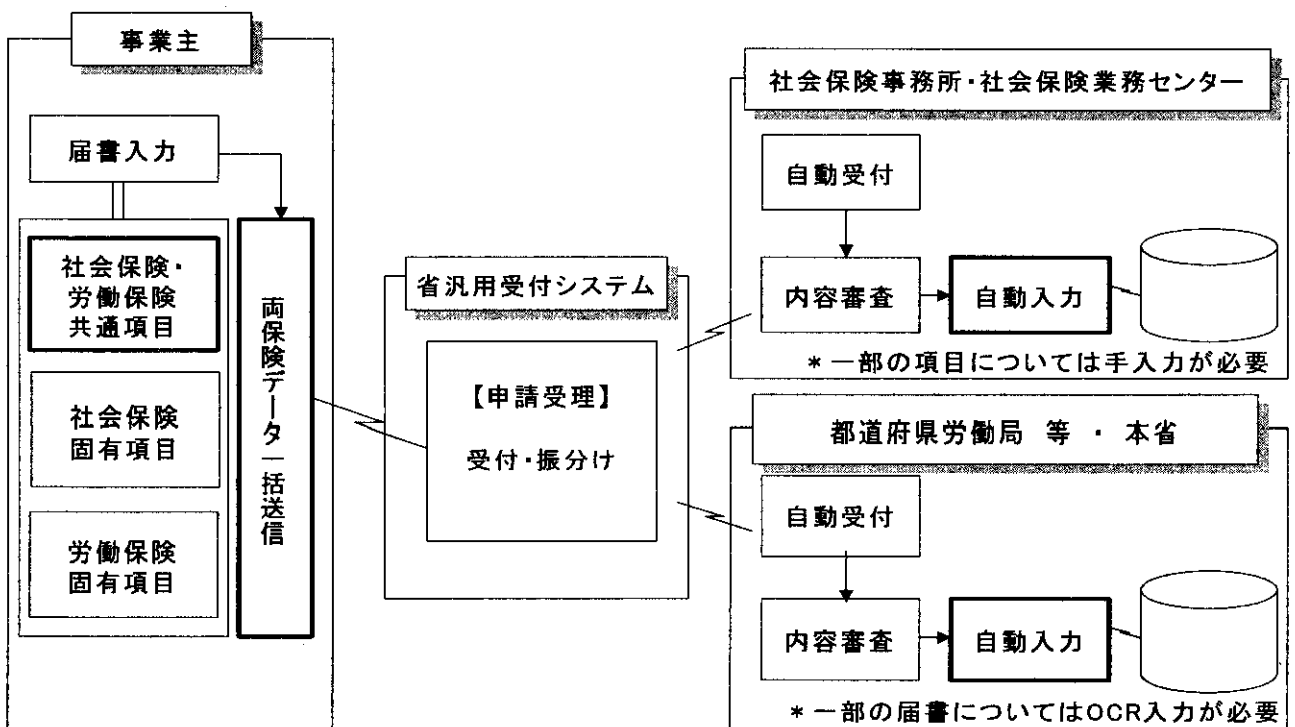 事業主
届書入力
社会保険・
労働保険
共通項目
社会保険
固有項目
労働保険
固有項目
両保険データ一括送信
省汎用受付システム
【申請受理】
受付・振分け
社会保険事務所・社会保険業務センター
自動受付
内容審査
自動入力
*一部の項目については手入力が必要
都道府県労働局 等 ・ 本省
自動受付
内容審査
自動入力
*一部の届書についてはOCR入力が必要